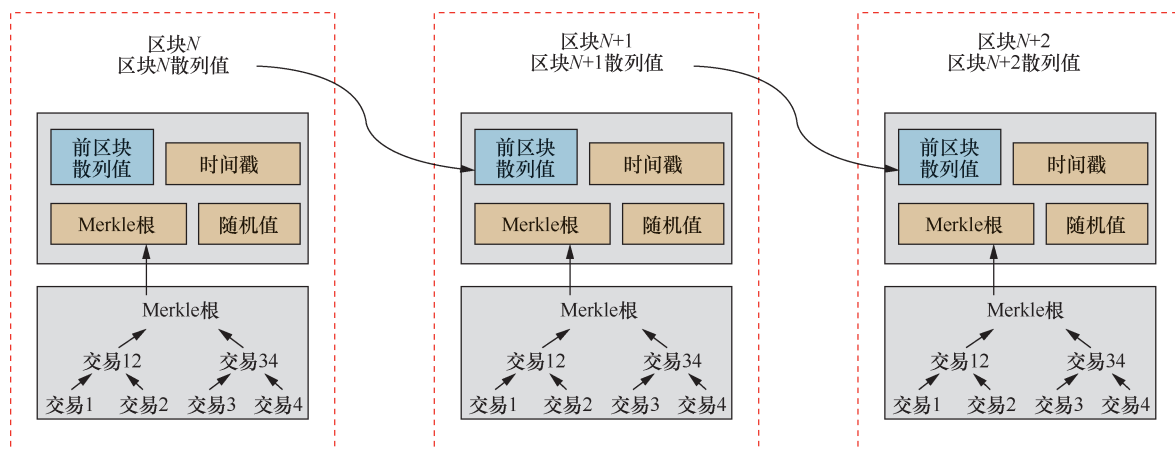 区块N
区块N散列值
前区块
散列值
时间戳
Merkle根
随机值
Merkle根
交易12
交易34
交易1
交易2
交易3
交易4
区块N+1
区块N+1散列值
前区块
散列值
时间戳
Merkle根
随机值
Merkle根
交易12
交易34
交易1
交易2
交易3
交易4
区块N+2
区块N+2散列值
前区块
散列值
时间戳
Merkle根
随机值
Merkle根
交易12
交易34
交易1
交易2
交易3
交易4